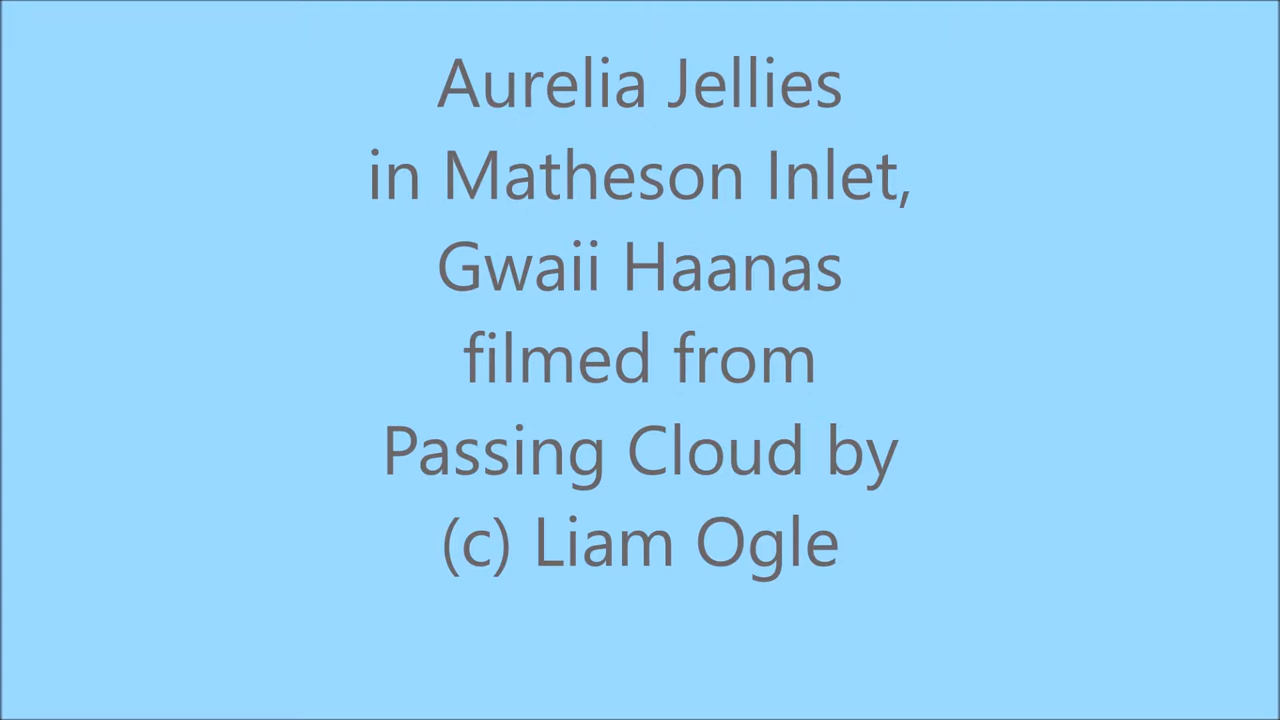 Aurelia Jellies
in Matheson Inlet,
Gwaii Haanas
filmed from
Passing Cloud by
(c) Liam Ogle